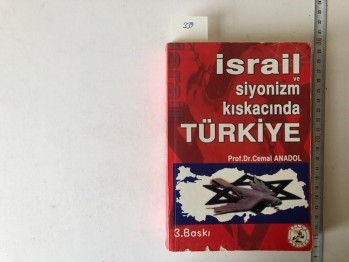 israil
ve
siyonizm
kıskacında
TÜRKİYE
Prof.Dr.Cemal ANADOL
3.Baskı